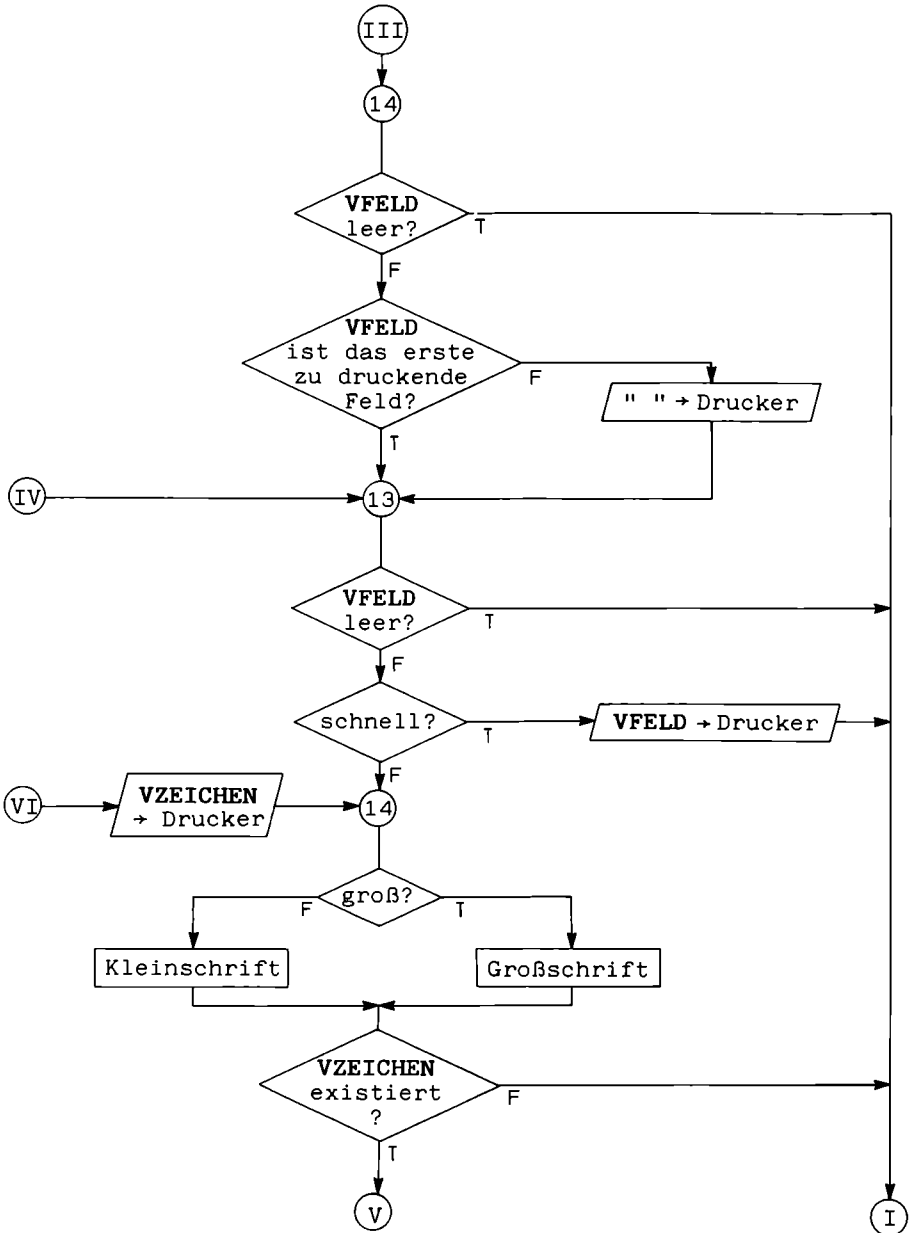 III
14
VFELD
leer?
T
F
VFELD
ist das erste
zu druckende
Feld?
F
" " → Drucker
T
IV
13
VFELD
leer?
T
F
schnell?
T
VFELD → Drucker
F
VI
VZEICHEN
→ Drucker
14
groß?
F
T
Kleinschrift
Großschrift
VZEICHEN
existiert
?
F
T
V
I